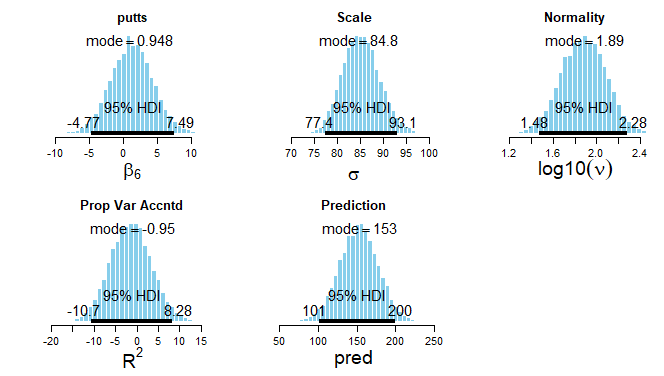 putts
mode = 0.948
95% HDI
-4.77 7.49
-10 -5 0 5 10
β6
Scale
mode = 84.8
95% HDI
77.4 93.1
70 75 80 85 90 95 100
σ
Normality
mode = 1.89
95% HDI
1.48 2.28
1.2 1.6 2.0 2.4
log10(ν)
Prop Var Accntd
mode = -0.95
95% HDI
-10.7 8.28
-20 -10 -5 0 5 10 15
R2
Prediction
mode = 153
95% HDI
101 200
50 100 150 200 250
pred